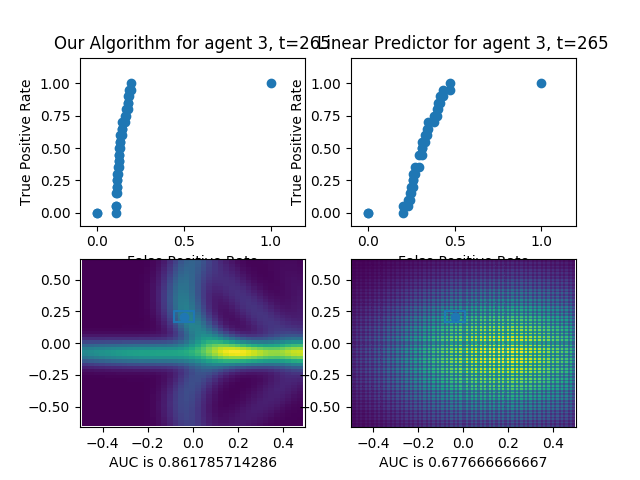 Our Algorithm for agent 3, t=265
Linear Predictor for agent 3, t=265
True Positive Rate
1.00
0.75
0.50
0.25
0.00
0.0 0.5 1.0
False Positive Rate
True Positive Rate
1.00
0.75
0.50
0.25
0.00
0.0 0.5 1.0
False Positive Rate
0.50
0.25
0.00
−0.25
−0.50
−0.4 −0.2 0.0 0.2 0.4
AUC is 0.861785714286
0.50
0.25
0.00
−0.25
−0.50
−0.4 −0.2 0.0 0.2 0.4
AUC is 0.677666666667